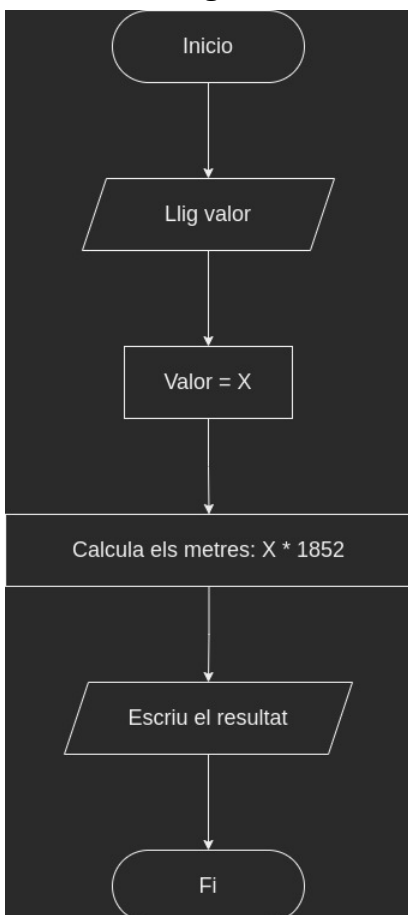 Inicio
Llig valor
Valor = X
Calcula els metres: X * 1852
Escriu el resultat
Fi